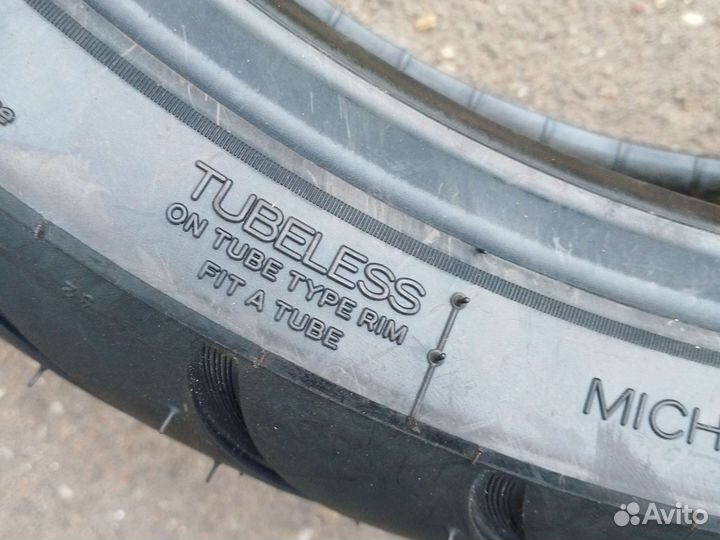 TUBELESS
ON TUBE TYPE RIM
FIT A TUBE
MICH
Avito